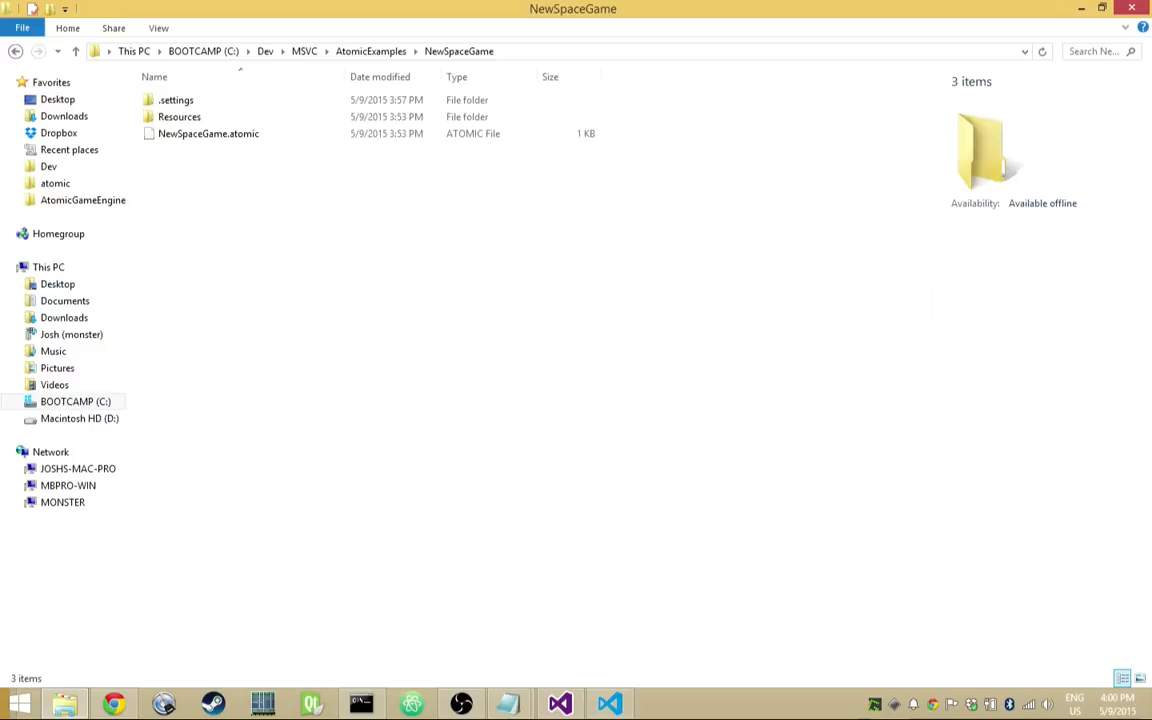 NewSpaceGame
File Home Share View
This PC BOOTCAMP (C:) Dev MSVC AtomicExamples NewSpaceGame
Search Ne...
Name Date modified Type Size
.settings 5/9/2015 3:57 PM File folder
Resources 5/9/2015 3:53 PM File folder
NewSpaceGame.atomic 5/9/2015 3:53 PM ATOMIC File 1 KB
3 items
Availability: Available offline
Favorites
Desktop
Downloads
Dropbox
Recent places
Dev
atomic
AtomicGameEngine
Homegroup
This PC
Desktop
Documents
Downloads
Josh (monster)
Music
Pictures
Videos
BOOTCAMP (C:)
Macintosh HD (D:)
Network
JOSHS-MAC-PRO
MBPRO-WIN
MONSTER
3 items
Qt
ENG 4:00 PM
US 5/9/2015